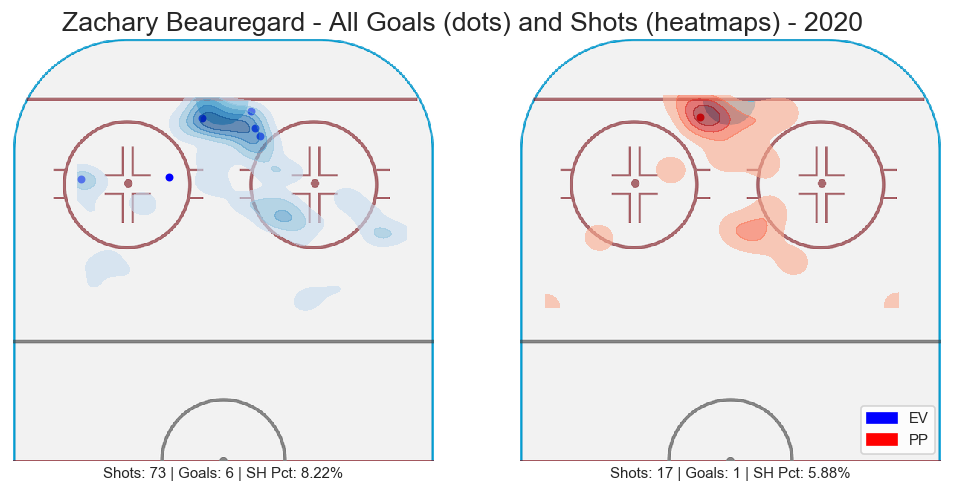 Zachary Beauregard - All Goals (dots) and Shots (heatmaps) - 2020
EV
PP
Shots: 73 | Goals: 6 | SH Pct: 8.22%
Shots: 17 | Goals: 1 | SH Pct: 5.88%